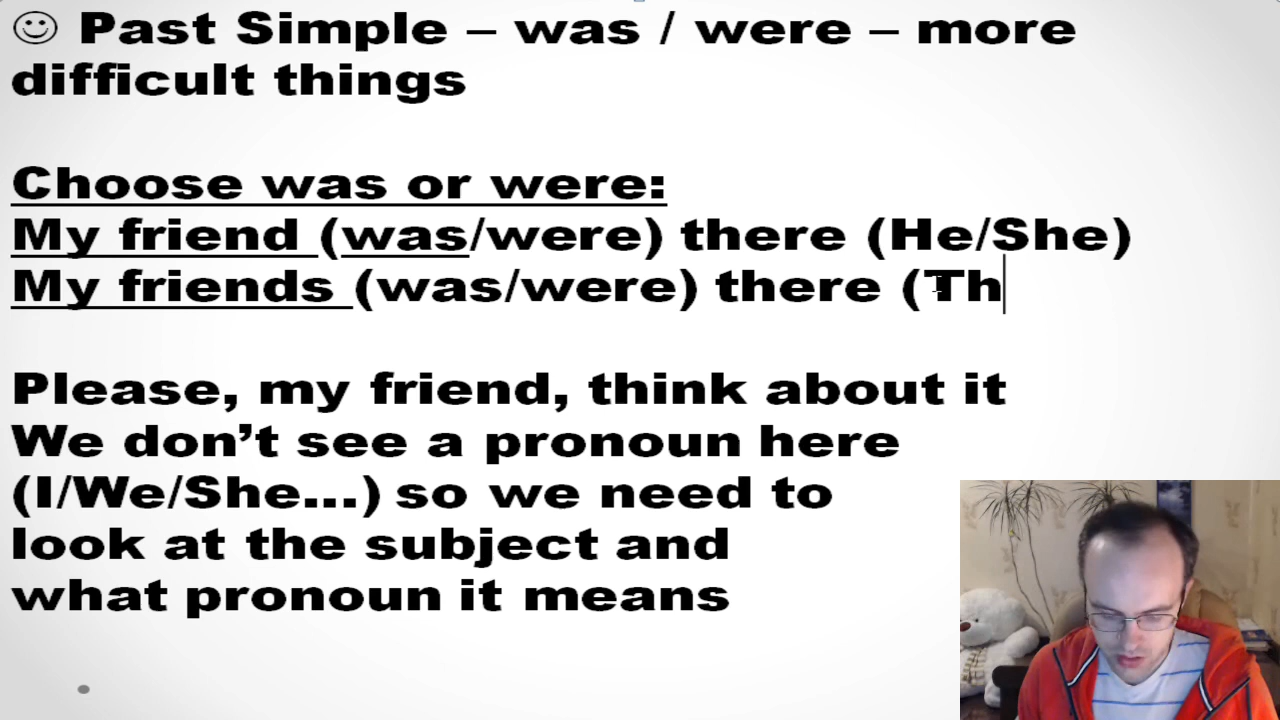 ☺ Past Simple – was / were – more
difficult things
Choose was or were:
My friend (was/were) there (He/She)
My friends (was/were) there (Th
Please, my friend, think about it
We don’t see a pronoun here
(I/We/She...) so we need to
look at the subject and
what pronoun it means